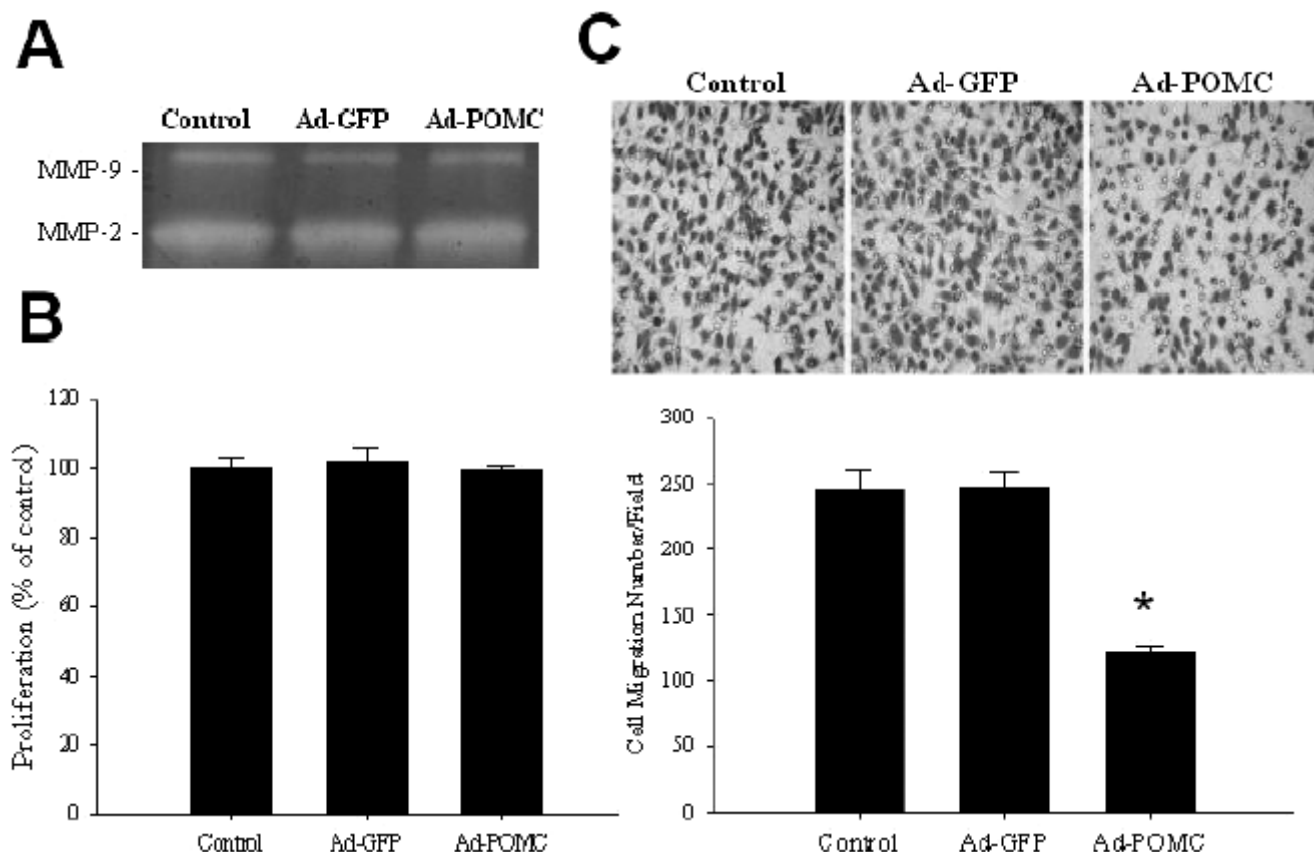 A
Control Ad-GFP Ad-POMC
MMP-9 -
MMP-2 -
B
120
100
80
60
40
20
0
Proliferation (% of control)
Control Ad-GFP Ad-POMC
C
Control Ad-GFP Ad-POMC
300
250
200
150
100
50
0
Cell Migration Number/Field
*
Control Ad-GFP Ad-POMC